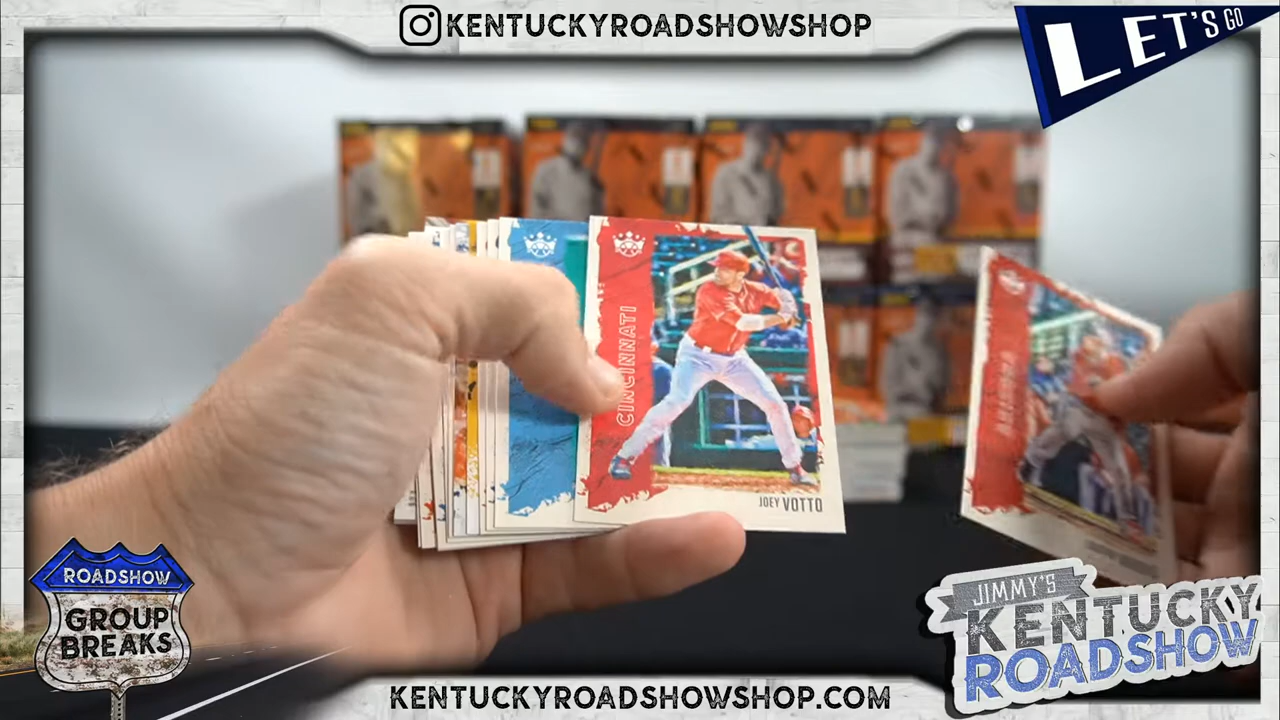 KENTUCKYROADSHOWSHOP
LET'S GO
CINCINNATI
JOEY VOTTO
ROADSHOW
GROUP
BREAKS
JIMMY'S
KENTUCKY
ROADSHOW
KENTUCKYROADSHOWSHOP.COM